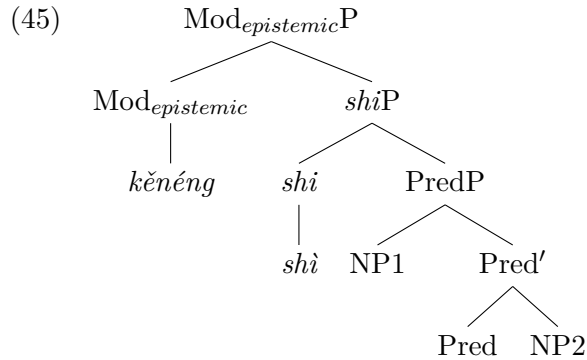 (45) Mod_epistemicP
Mod_epistemic shiP
kěnéng shi PredP
shì NP1 Pred′
Pred NP2